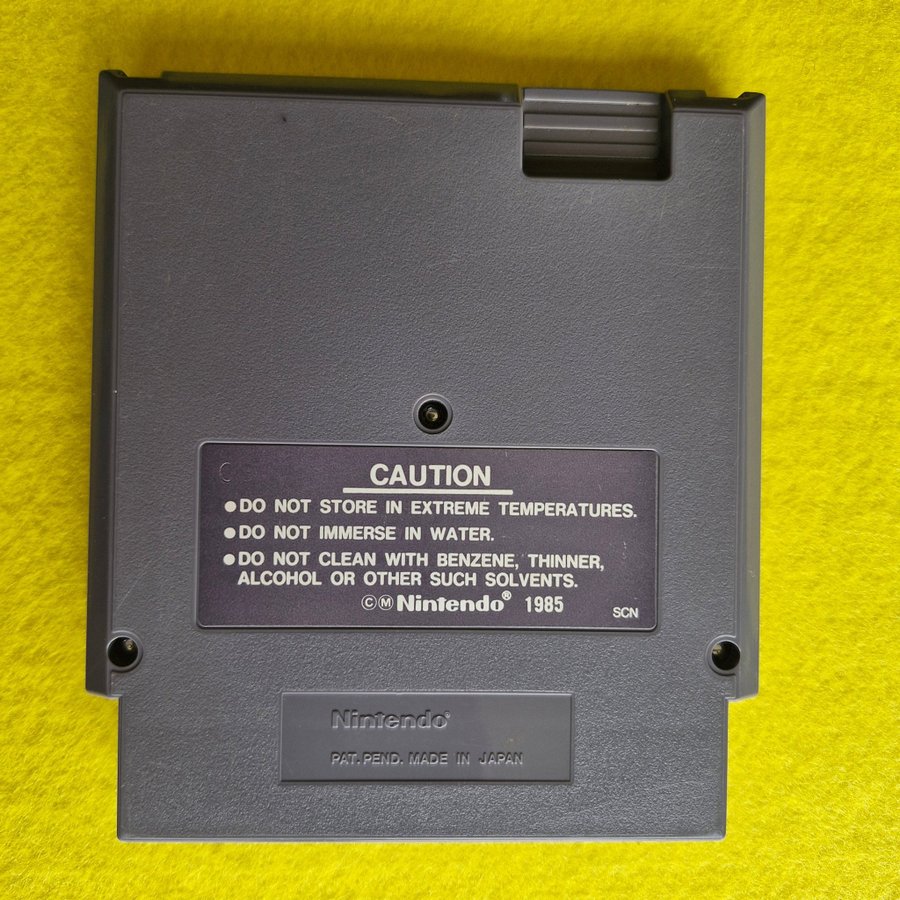 CAUTION
●DO NOT STORE IN EXTREME TEMPERATURES.
●DO NOT IMMERSE IN WATER.
●DO NOT CLEAN WITH BENZENE, THINNER,
ALCOHOL OR OTHER SUCH SOLVENTS.
©Ⓜ Nintendo® 1985
SCN
Nintendo®
PAT. PEND. MADE IN JAPAN